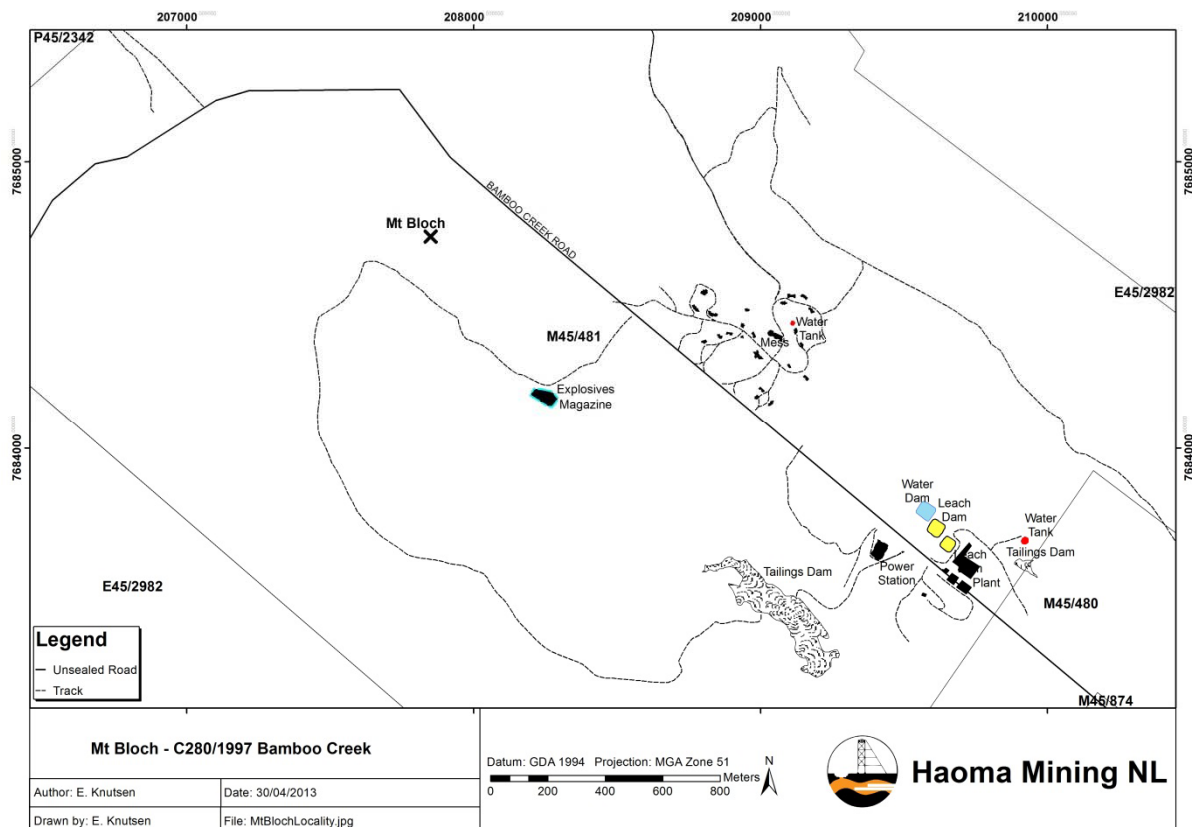 207000
208000
209000
210000
P45/2342
7685000
7685000
BAMBOO CREEK ROAD
Mt Bloch
E45/2982
M45/481
Water
Tank
Mess
Explosives
Magazine
7684000
7684000
Water
Dam
Leach
Dam
Water
Tank
Tailings Dam
Leach
Plant
Power
Station
Tailings Dam
E45/2982
M45/480
M45/874
Legend
Unsealed Road
Track
Mt Bloch - C280/1997 Bamboo Creek
Author: E. Knutsen
Date: 30/04/2013
Drawn by: E. Knutsen
File: MtBlochLocality.jpg
Datum: GDA 1994 Projection: MGA Zone 51
N
Meters
0 200 400 600 800
Haoma Mining NL